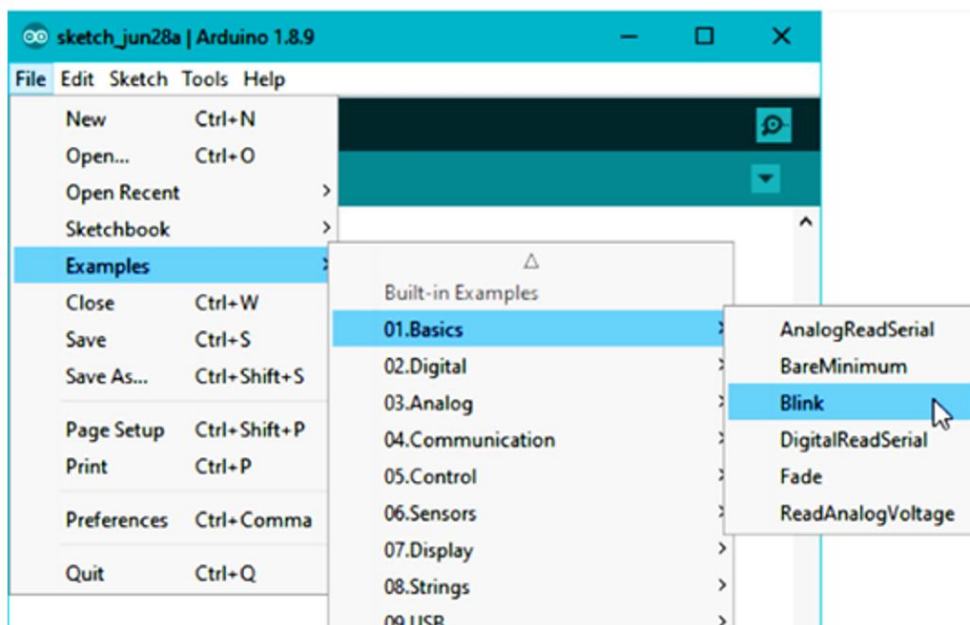 sketch_jun28a | Arduino 1.8.9
File Edit Sketch Tools Help
New Ctrl+N
Open... Ctrl+O
Open Recent
Sketchbook
Examples
Close Ctrl+W
Save Ctrl+S
Save As... Ctrl+Shift+S
Page Setup Ctrl+Shift+P
Print Ctrl+P
Preferences Ctrl+Comma
Quit Ctrl+Q
Built-in Examples
01.Basics
02.Digital
03.Analog
04.Communication
05.Control
06.Sensors
07.Display
08.Strings
09.USB
AnalogReadSerial
BareMinimum
Blink
DigitalReadSerial
Fade
ReadAnalogVoltage